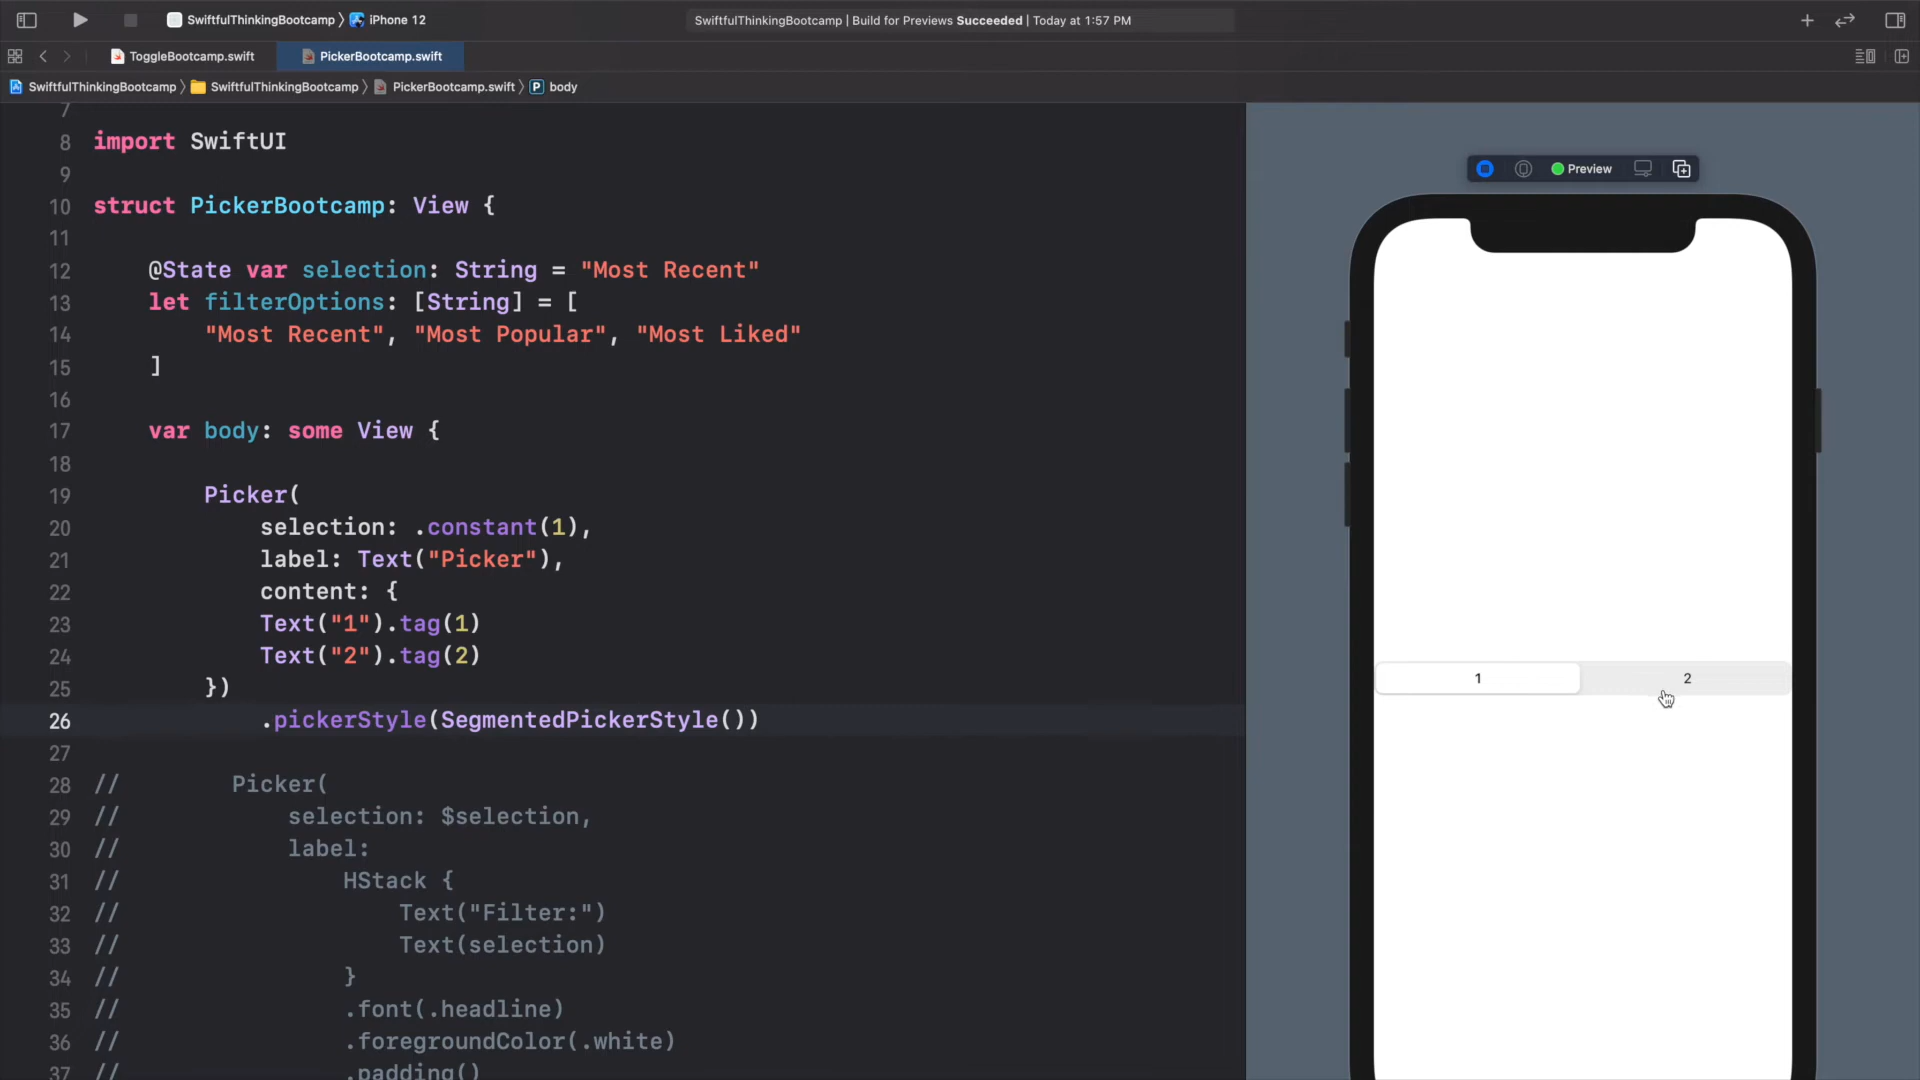 SwiftfulThinkingBootcamp 〉 iPhone 12
SwiftfulThinkingBootcamp | Build for Previews Succeeded | Today at 1:57 PM
ToggleBootcamp.swift
PickerBootcamp.swift
SwiftfulThinkingBootcamp 〉 SwiftfulThinkingBootcamp 〉 PickerBootcamp.swift 〉 P body
7
8 import SwiftUI
9
10 struct PickerBootcamp: View {
11
12 @State var selection: String = "Most Recent"
13 let filterOptions: [String] = [
14 "Most Recent", "Most Popular", "Most Liked"
15 ]
16
17 var body: some View {
18
19 Picker(
20 selection: .constant(1),
21 label: Text("Picker"),
22 content: {
23 Text("1").tag(1)
24 Text("2").tag(2)
25 })
26 .pickerStyle(SegmentedPickerStyle())
27
28 // Picker(
29 // selection: $selection,
30 // label:
31 // HStack {
32 // Text("Filter:")
33 // Text(selection)
34 // }
35 // .font(.headline)
36 // .foregroundColor(.white)
37 // .padding()
Preview
1 2